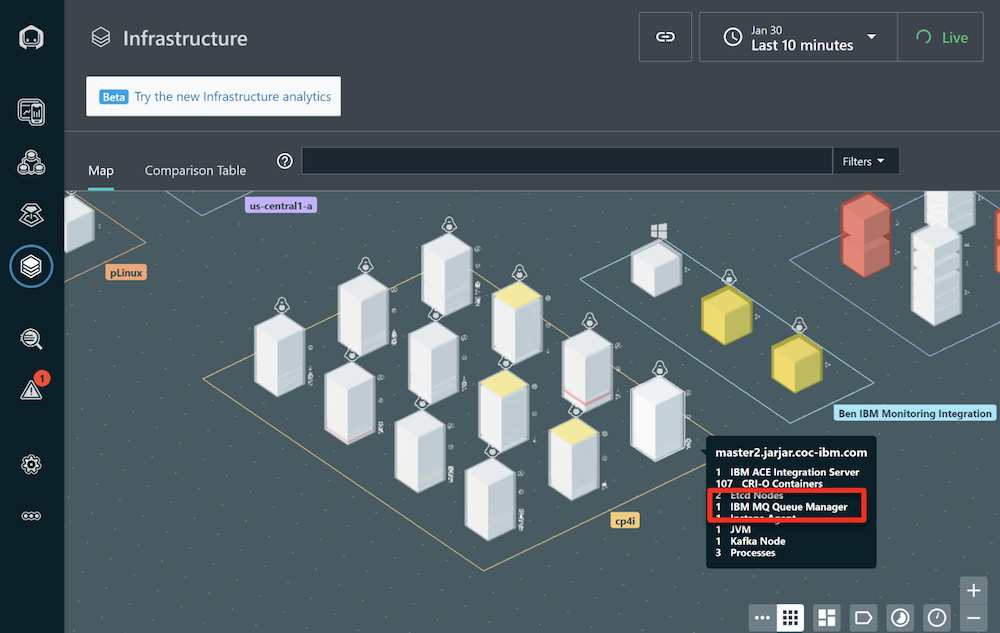 Infrastructure
Jan 30
Last 10 minutes
Live
Beta Try the new Infrastructure analytics
Map
Comparison Table
?
Filters
us-central1-a
pLinux
1
Ben IBM Monitoring Integration
master2.jarjar.coc-ibm.com
1 IBM ACE Integration Server
107 CRI-O Containers
2 Etcd Nodes
1 IBM MQ Queue Manager
1 Instana Agent
1 JVM
1 Kafka Node
3 Processes
cp4i